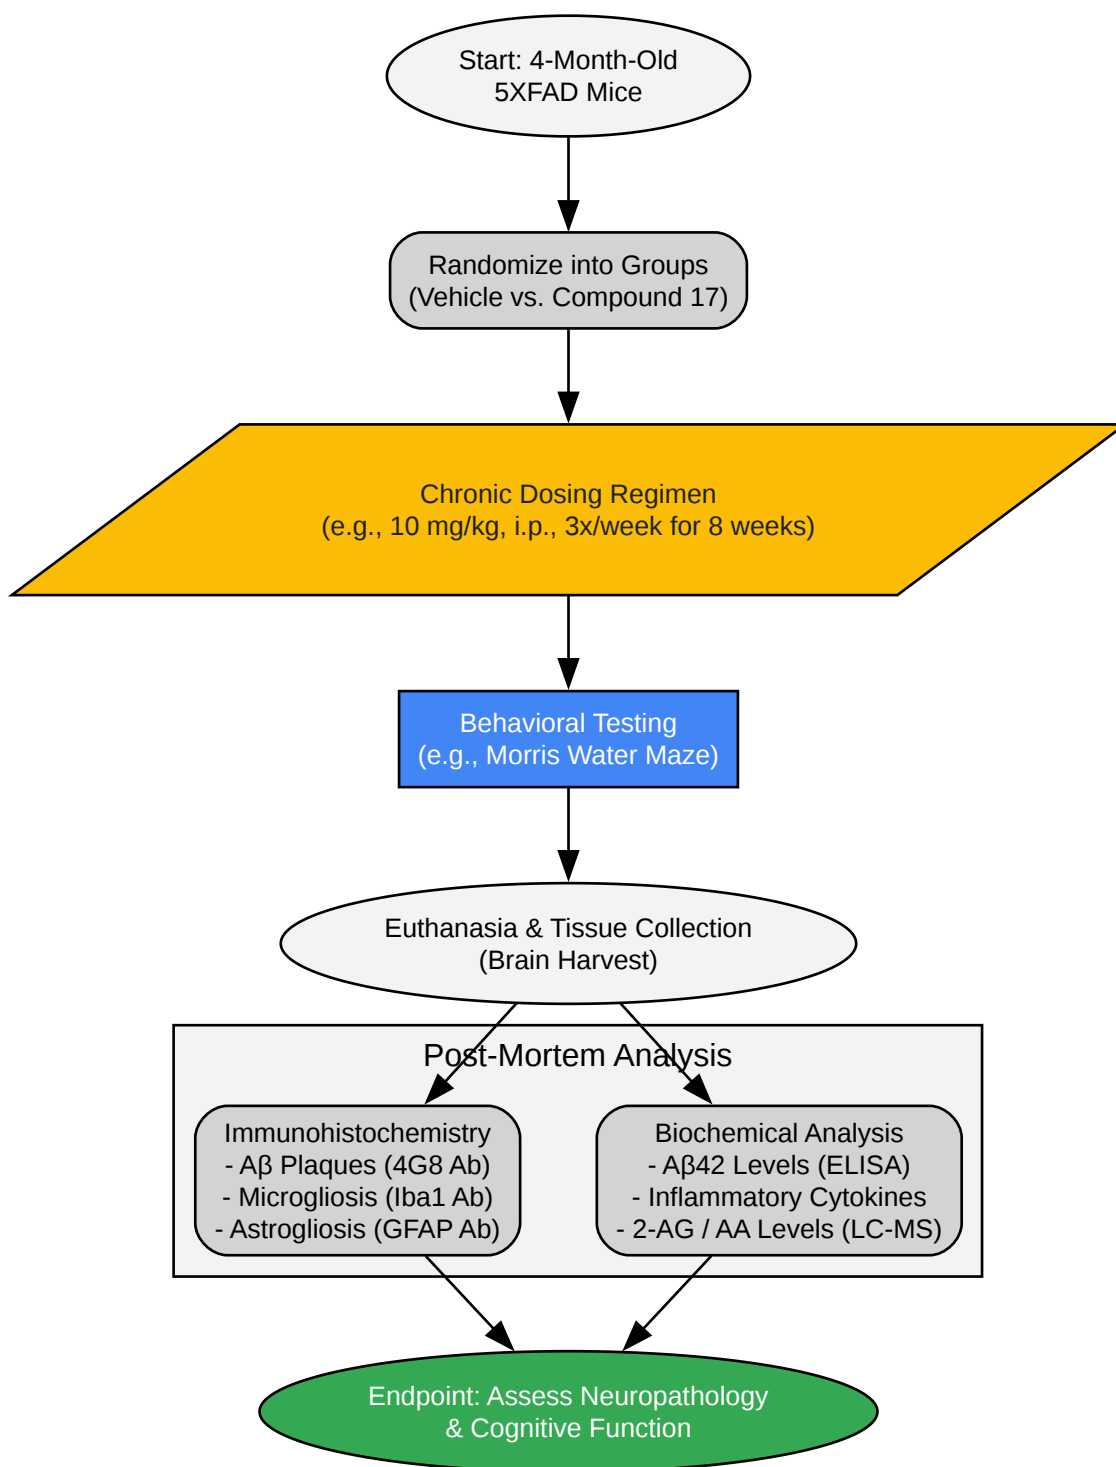 Start: 4-Month-Old
5XFAD Mice
Randomize into Groups
(Vehicle vs. Compound 17)
Chronic Dosing Regimen
(e.g., 10 mg/kg, i.p., 3x/week for 8 weeks)
Behavioral Testing
(e.g., Morris Water Maze)
Euthanasia & Tissue Collection
(Brain Harvest)
Post-Mortem Analysis
Immunohistochemistry
- Aβ Plaques (4G8 Ab)
- Microgliosis (Iba1 Ab)
- Astrogliosis (GFAP Ab)
Biochemical Analysis
- Aβ42 Levels (ELISA)
- Inflammatory Cytokines
- 2-AG / AA Levels (LC-MS)
Endpoint: Assess Neuropathology
& Cognitive Function